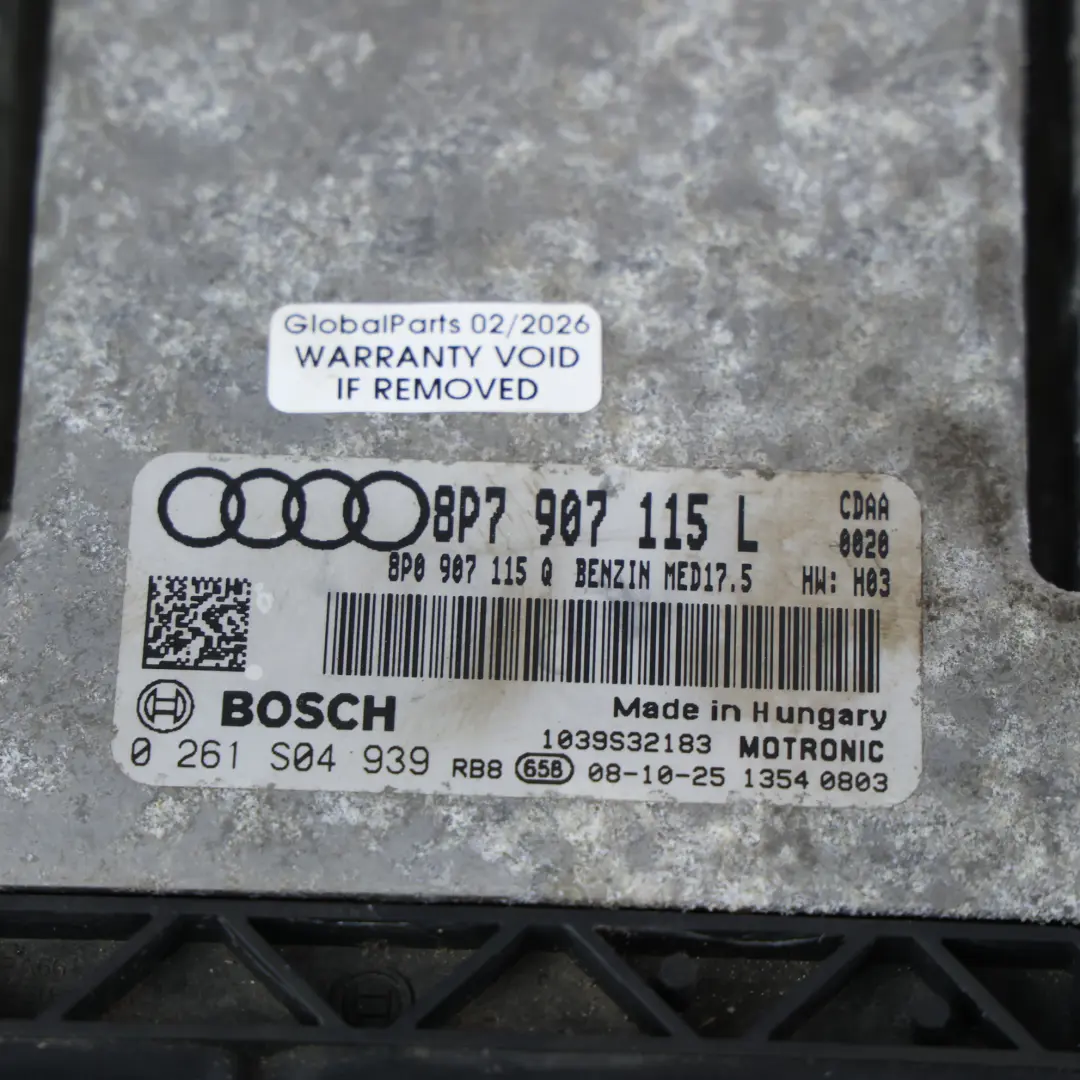 GlobalParts 02/2026
WARRANTY VOID
IF REMOVED
8P7 907 115 L
CDAA
0020
8P0 907 115 Q BENZIN MED17.5 HW: H03
BOSCH
Made in Hungary
1039S32183 MOTRONIC
0 261 S04 939 RB8 65B 08-10-25 1354 0803